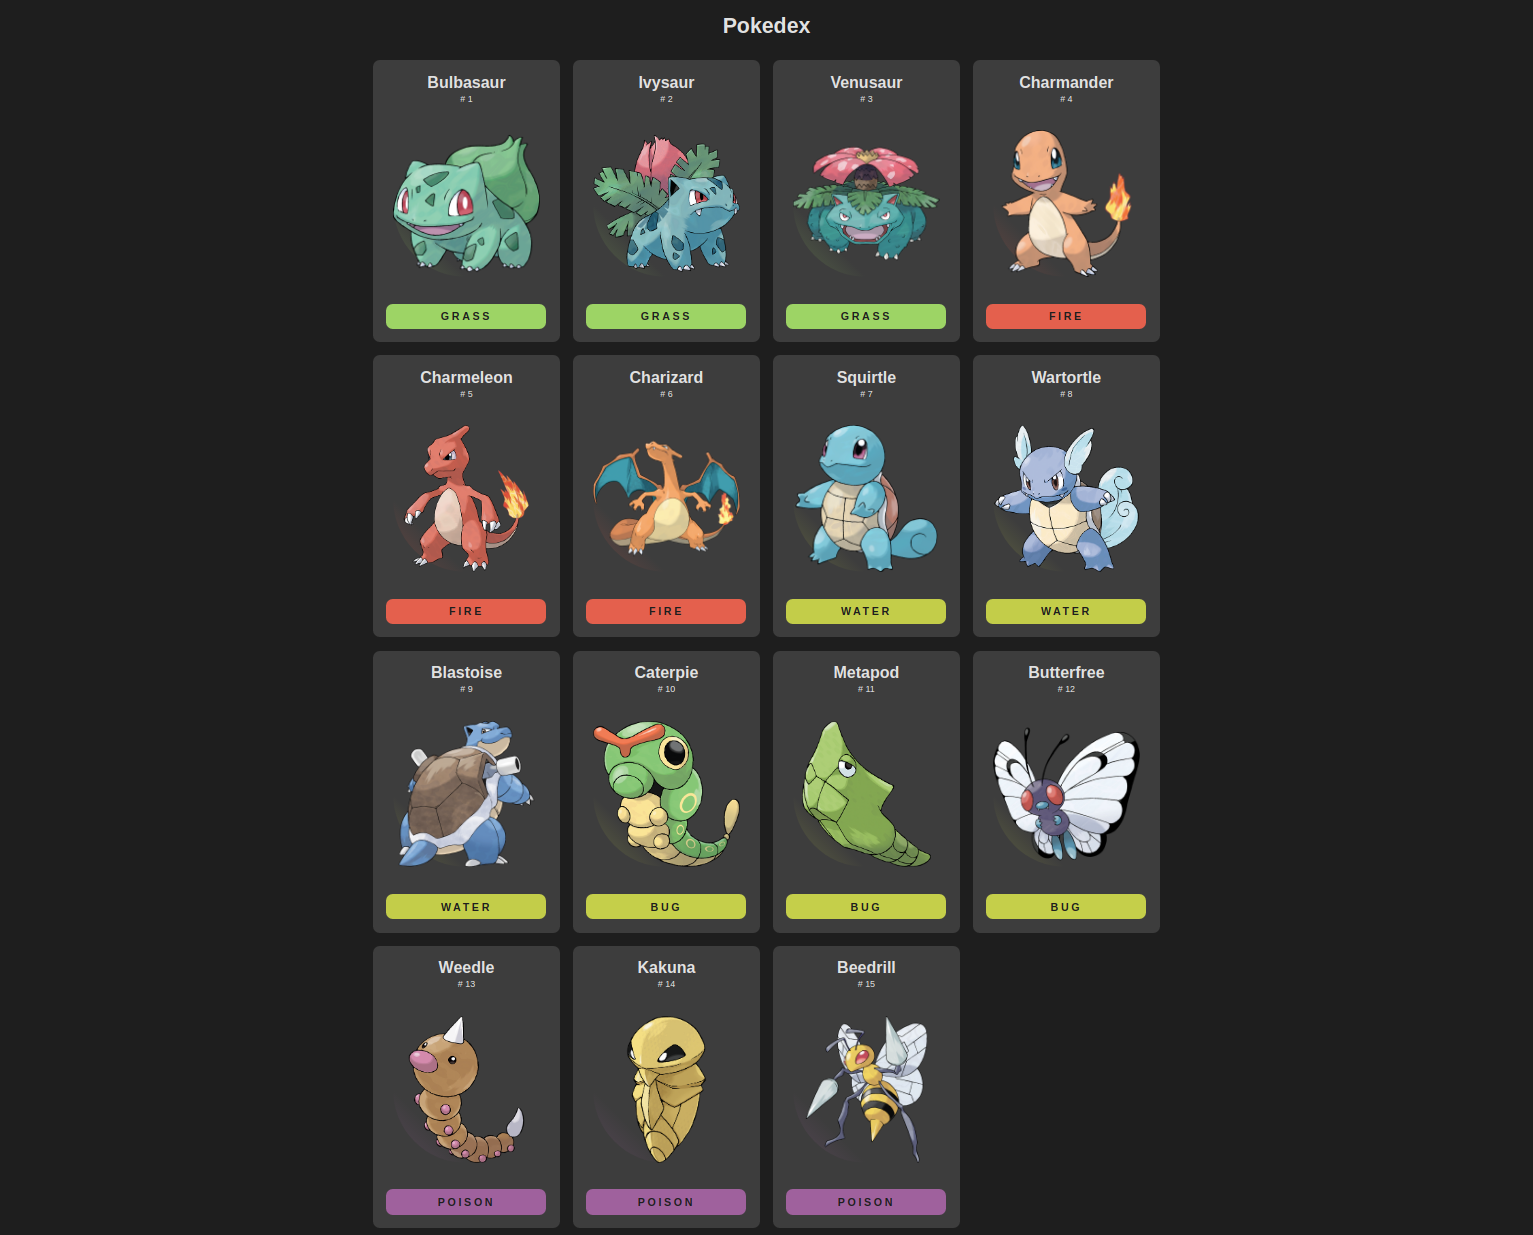 Pokedex
Bulbasaur
# 1
GRASS
Ivysaur
# 2
GRASS
Venusaur
# 3
GRASS
Charmander
# 4
FIRE
Charmeleon
# 5
FIRE
Charizard
# 6
FIRE
Squirtle
# 7
WATER
Wartortle
# 8
WATER
Blastoise
# 9
WATER
Caterpie
# 10
BUG
Metapod
# 11
BUG
Butterfree
# 12
BUG
Weedle
# 13
POISON
Kakuna
# 14
POISON
Beedrill
# 15
POISON